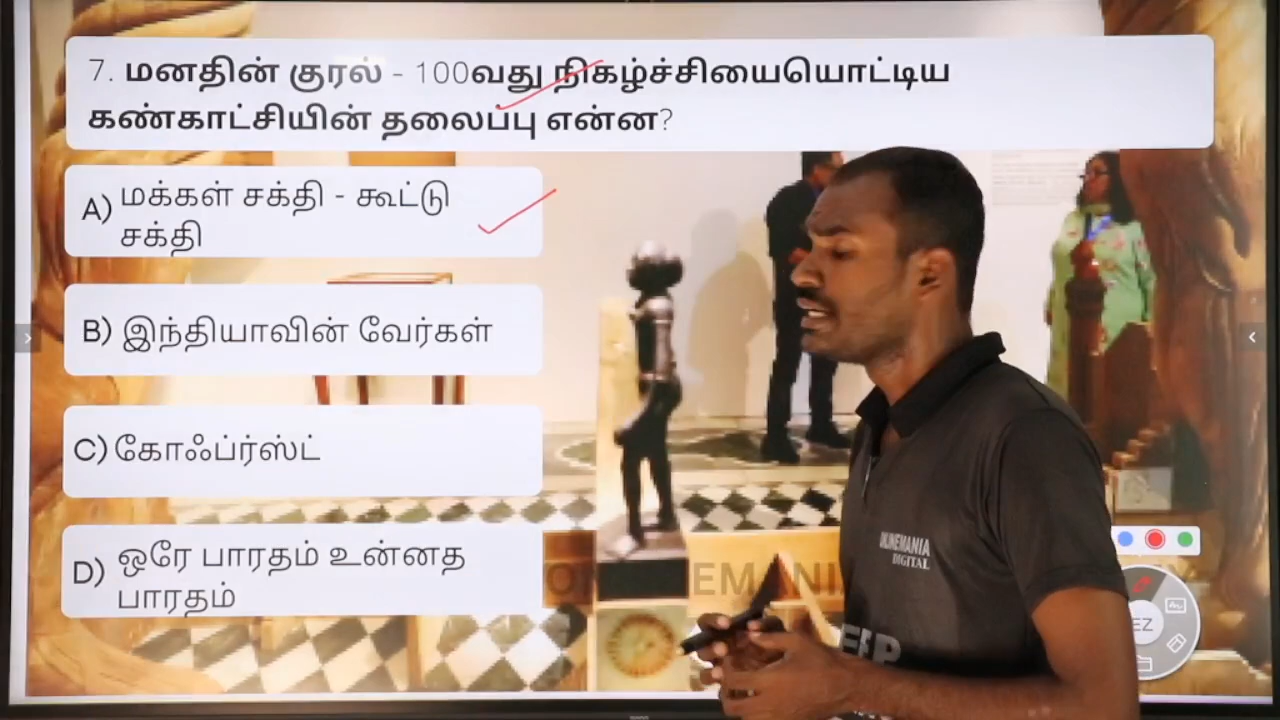 7. மனதின் குரல் - 100வது நிகழ்ச்சியையொட்டிய
கண்காட்சியின் தலைப்பு என்ன?
A) மக்கள் சக்தி - கூட்டு
சக்தி
B) இந்தியாவின் வேர்கள்
C) கோஃப்ர்ஸ்ட்
D) ஒரே பாரதம் உன்னத
பாரதம்
DIGITAL
EZ